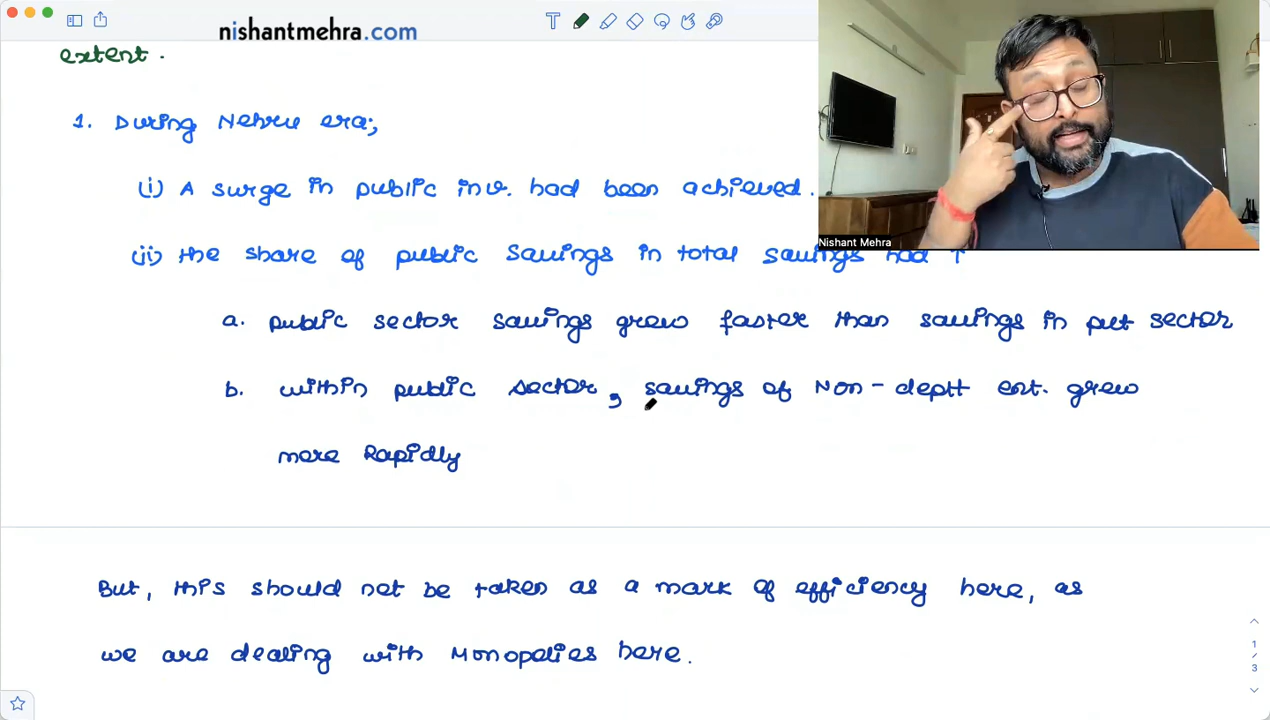 nishantmehra.com
extent.
1. During Nehru era;
(i) A surge in public inv. had been achieved.
(ii) the share of public savings in total savings had ↑
Nishant Mehra
a. public sector savings grew faster than savings in pvt sector
b. within public sector, savings of Non-deptt ent. grew
more Rapidly
But, this should not be taken as a mark of efficiency here, as
we are dealing with Monopolies here.
1
/
3